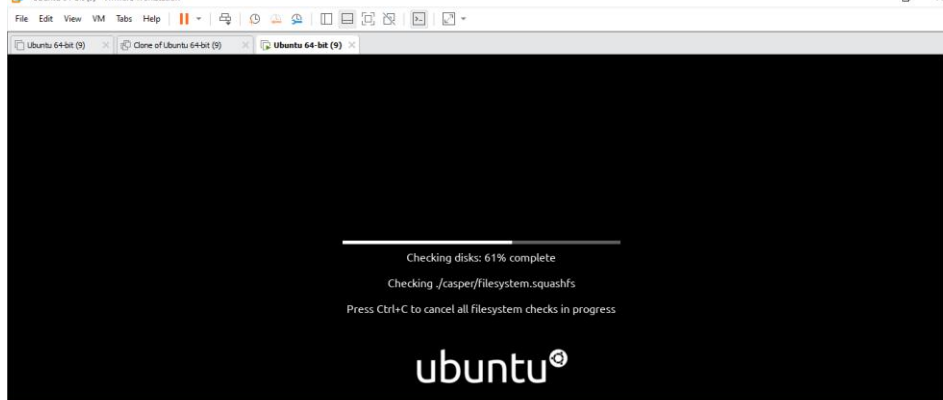 File Edit View VM Tabs Help
Ubuntu 64-bit (9) Clone of Ubuntu 64-bit (9) Ubuntu 64-bit (9)
Checking disks: 61% complete
Checking ./casper/filesystem.squashfs
Press Ctrl+C to cancel all filesystem checks in progress
ubuntu